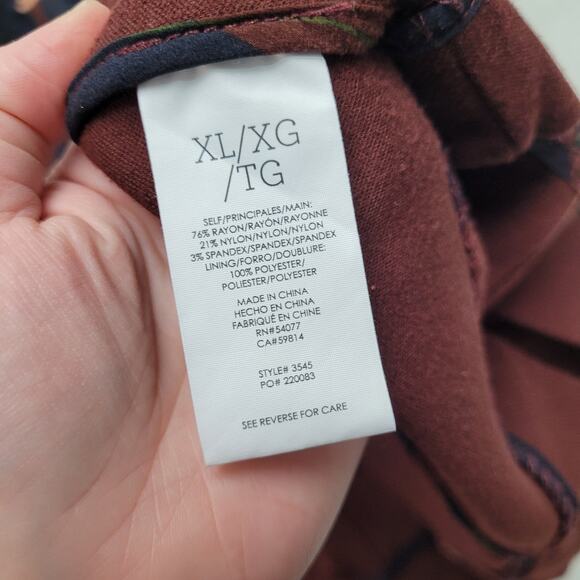 XL/XG
/TG
SELF/PRINCIPALES/MAIN:
76% RAYON/RAYÓN/RAYONNE
21% NYLON/NYLON/NYLON
3% SPANDEX/SPANDEX/SPANDEX
LINING/FORRO/DOUBLURE:
100% POLYESTER/
POLIESTER/POLYESTER
MADE IN CHINA
HECHO EN CHINA
FABRIQUÉ EN CHINE
RN#54077
CA#59814
STYLE# 3545
PO# 220083
SEE REVERSE FOR CARE